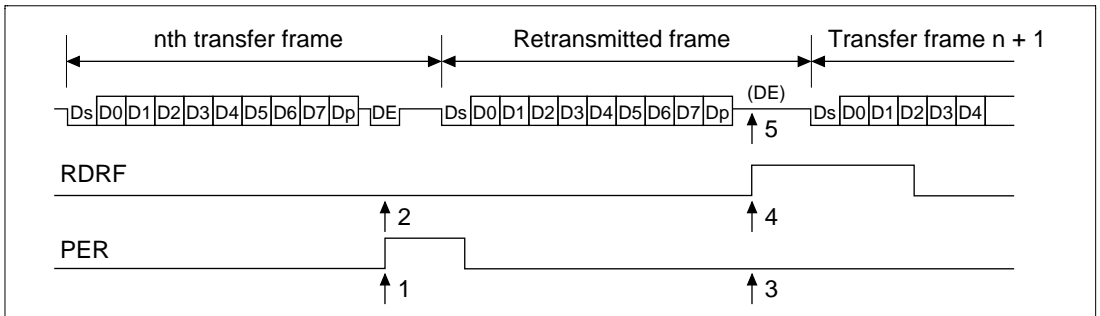 nth transfer frame Retransmitted frame Transfer frame n + 1
(DE)
Ds D0 D1 D2 D3 D4 D5 D6 D7 Dp DE Ds D0 D1 D2 D3 D4 D5 D6 D7 Dp Ds D0 D1 D2 D3 D4
5
RDRF
2 4
PER
1 3